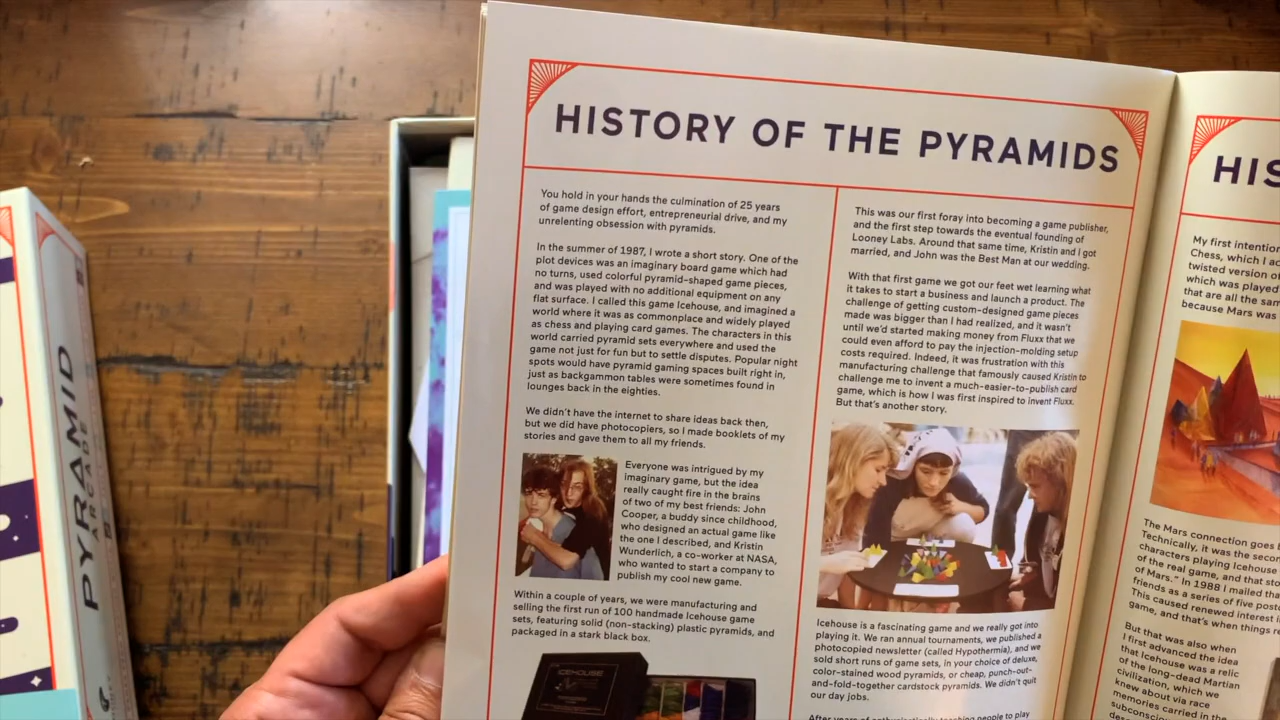 HISTORY OF THE PYRAMIDS
You hold in your hands the culmination of 25 years
of game design effort, entrepreneurial drive, and my
unrelenting obsession with pyramids.
In the summer of 1987, I wrote a short story. One of the
plot devices was an imaginary board game which had
no turns, used colorful pyramid-shaped game pieces,
and was played with no additional equipment on any
flat surface. I called this game Icehouse, and imagined a
world where it was as commonplace and widely played
as chess and playing card games. The characters in this
world carried pyramid sets everywhere and used the
game not just for fun but to settle disputes. Popular night
spots would have pyramid gaming spaces built right in,
just as backgammon tables were sometimes found in
lounges back in the eighties.
We didn't have the internet to share ideas back then,
but we did have photocopiers, so I made booklets of my
stories and gave them to all my friends.
Everyone was intrigued by my
imaginary game, but the idea
really caught fire in the brains
of two of my best friends: John
Cooper, a buddy since childhood,
who designed an actual game like
the one I described, and Kristin
Wunderlich, a co-worker at NASA,
who wanted to start a company to
publish my cool new game.
Within a couple of years, we were manufacturing and
selling the first run of 100 handmade Icehouse game
sets, featuring solid (non-stacking) plastic pyramids, and
packaged in a stark black box.
ICEHOUSE
This was our first foray into becoming a game publisher,
and the first step towards the eventual founding of
Looney Labs. Around that same time, Kristin and I got
married, and John was the Best Man at our wedding.
With that first game we got our feet wet learning what
it takes to start a business and launch a product. The
challenge of getting custom-designed game pieces
made was bigger than I had realized, and it wasn't
until we'd started making money from Fluxx that we
could even afford to pay the injection-molding setup
costs required. Indeed, it was frustration with this
manufacturing challenge that famously caused Kristin to
challenge me to invent a much-easier-to-publish card
game, which is how I was first inspired to invent Fluxx.
But that's another story.
Icehouse is a fascinating game and we really got into
playing it. We ran annual tournaments, we published a
photocopied newsletter (called Hypothermia), and we
sold short runs of game sets, in your choice of deluxe,
color-stained wood pyramids, or cheap, punch-out-
and-fold-together cardstock pyramids. We didn't quit
our day jobs.
After years of enthusiastically teaching people to play
HIS
My first intention
Chess, which I
twisted version o
which was played
that are all the sam
because Mars was
The Mars connection goes
Technically, it was the secon
characters playing Icehouse
of the real game, and that sto
of Mars." In 1988 I mailed tha
friends as a series of five post
This caused renewed interest
game, and that's when things
But that was also when
I first advanced the idea
that Icehouse was a relic
of the long-dead Martian
civilization, which we
knew about via race
memories carried in the
subconscious
PYRAMID
ARCADE